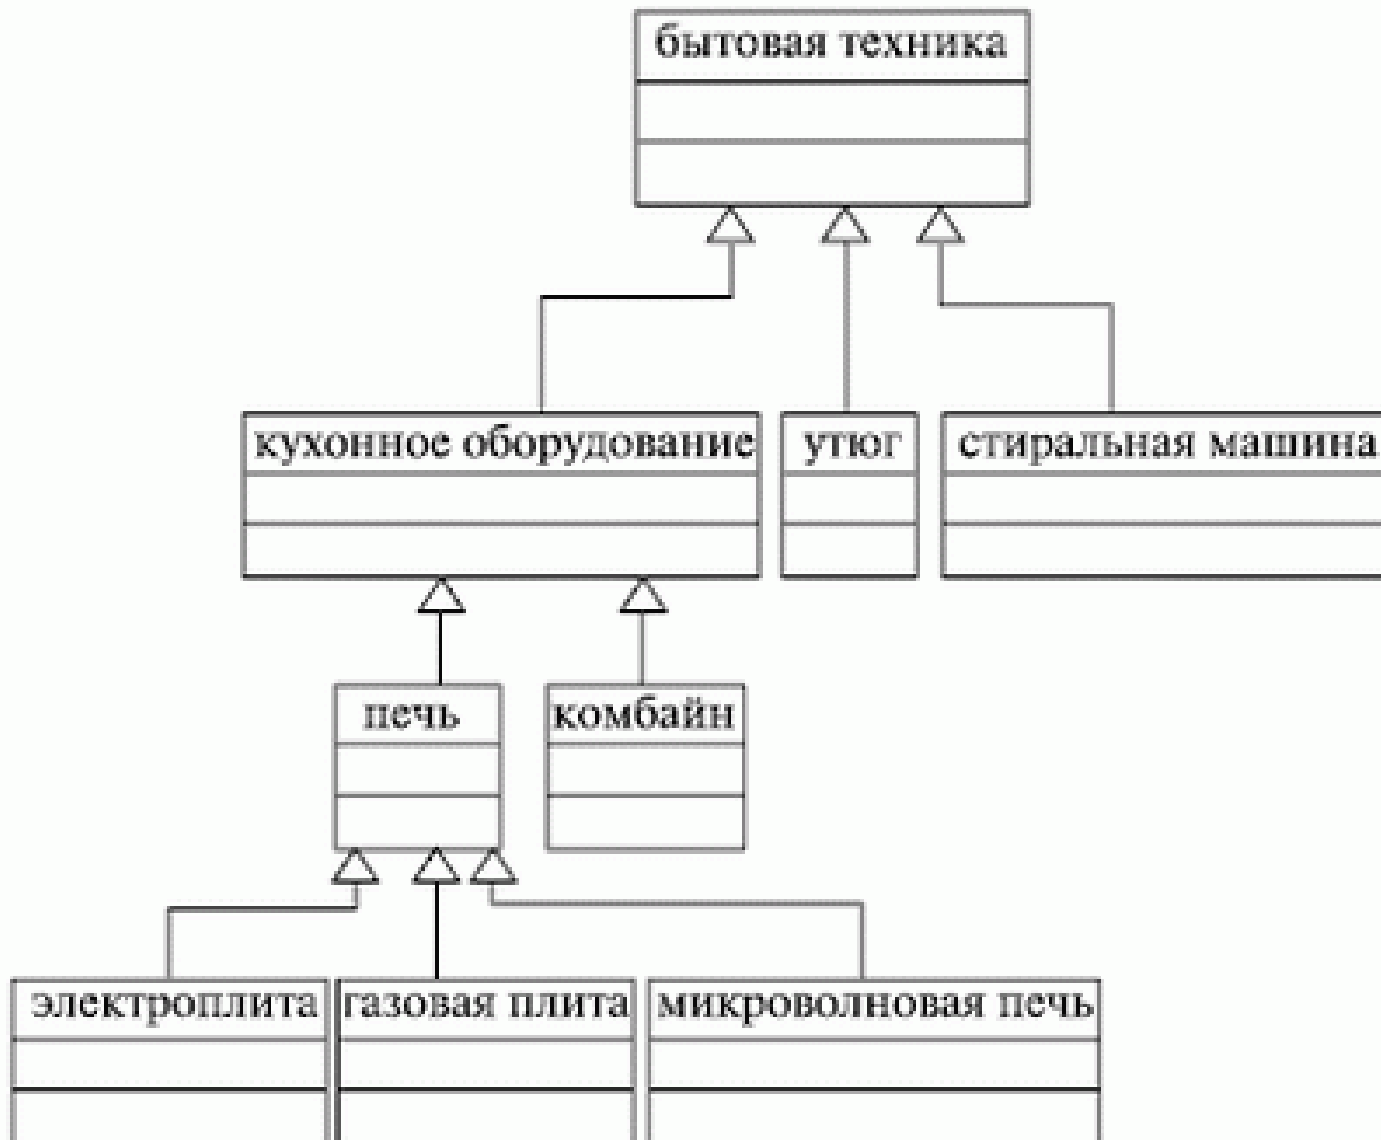 бытовая техника
кухонное оборудование
утюг
стиральная машина
печь
комбайн
электроплита
газовая плита
микроволновая печь